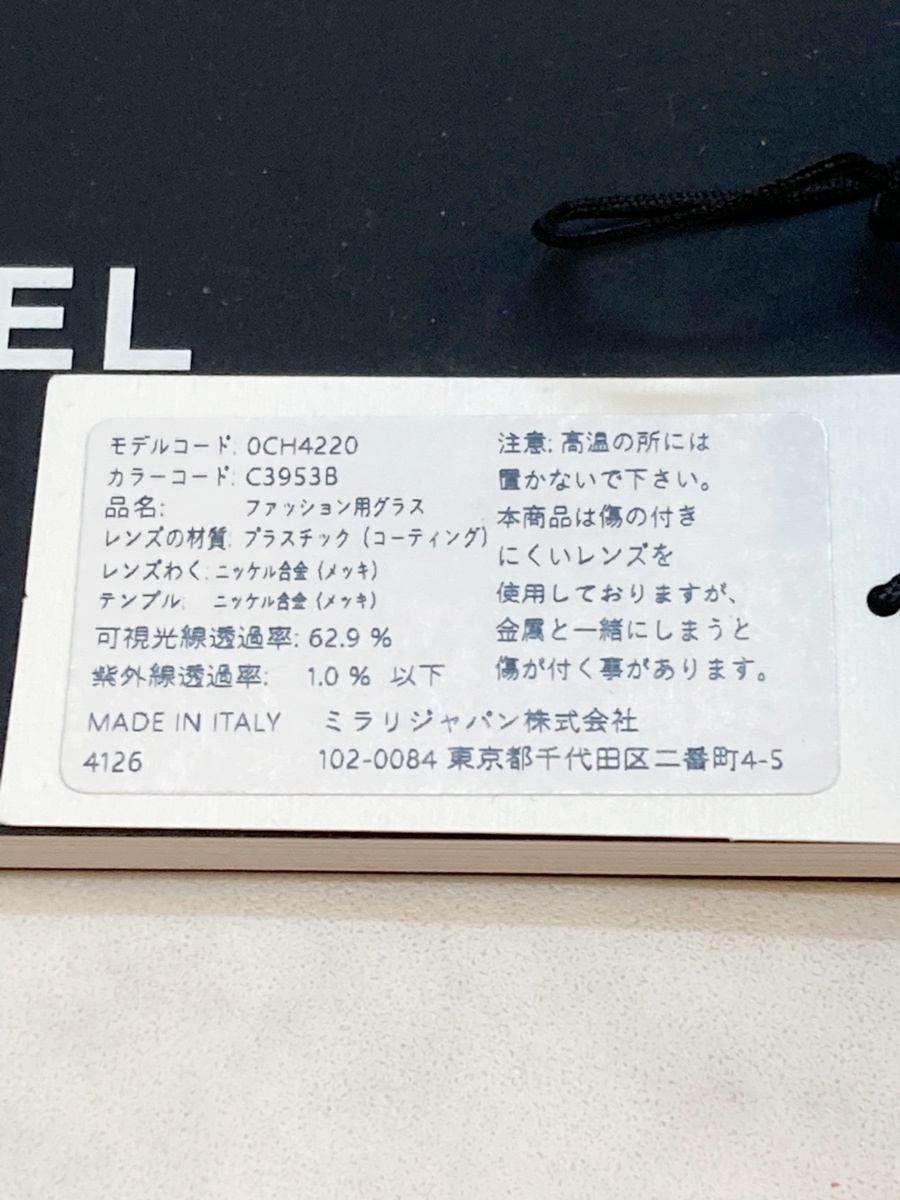 EL
モデルコード: 0CH4220
カラーコード: C3953B
品名: ファッション用グラス
レンズの材質: プラスチック (コーティング)
レンズわく: ニッケル合金 (メッキ)
テンプル: ニッケル合金 (メッキ)
可視光線透過率: 62.9 %
紫外線透過率: 1.0 % 以下
注意: 高温の所には
置かないで下さい。
本商品は傷の付き
にくいレンズを
使用しておりますが、
金属と一緒にしまうと
傷が付く事があります。
MADE IN ITALY ミラリジャパン株式会社
4126 102-0084 東京都千代田区二番町4-5